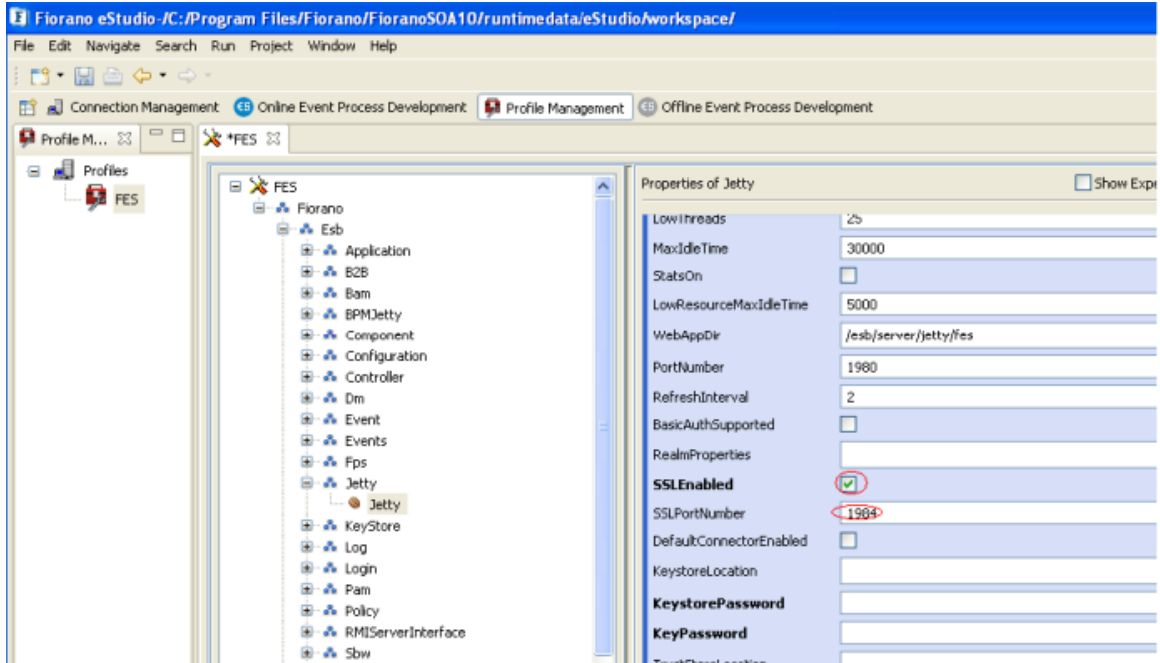 Fiorano eStudio-/C:/Program Files/Fiorano/FioranoSOA10/runtimedata/eStudio/workspace/
File Edit Navigate Search Run Project Window Help
Connection Management Online Event Process Development Profile Management Offline Event Process Development
Profile M... *FES
Profiles
FES
FES
Fiorano
Esb
Application
B2B
Bam
BPMJetty
Component
Configuration
Controller
Dm
Event
Events
Fps
Jetty
Jetty
KeyStore
Log
Login
Pam
Policy
RMIServerInterface
Sbw
Properties of Jetty Show Expe
LowThreads 25
MaxIdleTime 30000
StatsOn
LowResourceMaxIdleTime 5000
WebAppDir /esb/server/jetty/fes
PortNumber 1980
RefreshInterval 2
BasicAuthSupported
RealmProperties
SSLEnabled
SSLPortNumber 1984
DefaultConnectorEnabled
KeystoreLocation
KeystorePassword
KeyPassword
TrustStoreLocation